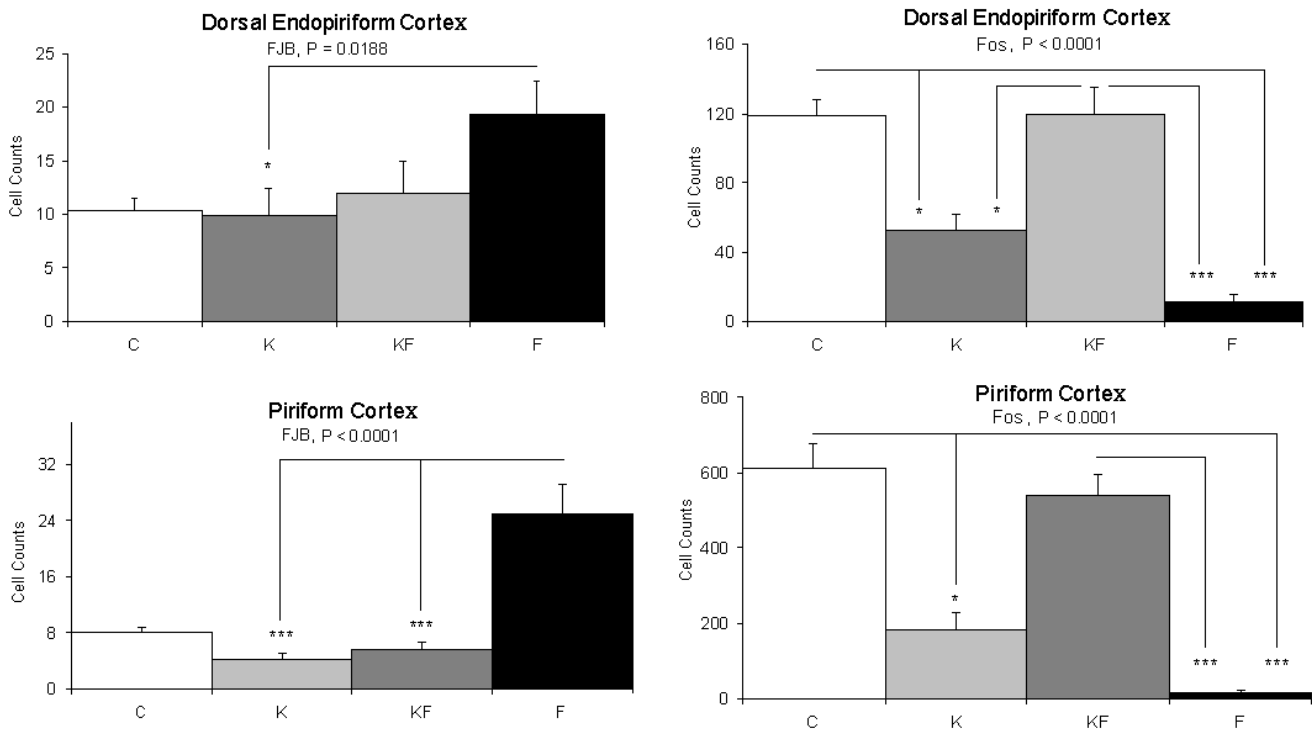 Dorsal Endopiriform Cortex
FJB, P = 0.0188
25
20
15
10
5
0
Cell Counts
*
C K KF F
Dorsal Endopiriform Cortex
Fos, P < 0.0001
160
120
80
40
0
Cell Counts
* * *** ***
C K KF F
Piriform Cortex
FJB, P < 0.0001
32
24
16
8
0
Cell Counts
*** ***
C K KF F
Piriform Cortex
Fos, P < 0.0001
800
600
400
200
0
Cell Counts
* *** ***
C K KF F